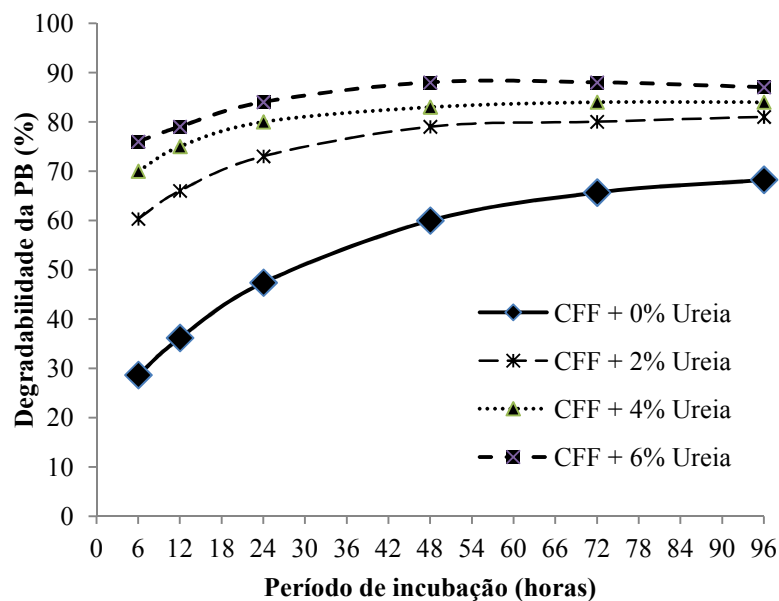 Degradabilidade da PB (%)
100
90
80
70
60
50
40
30
20
10
0
CFF + 0% Ureia
CFF + 2% Ureia
CFF + 4% Ureia
CFF + 6% Ureia
0 6 12 18 24 30 36 42 48 54 60 66 72 78 84 90 96
Período de incubação (horas)